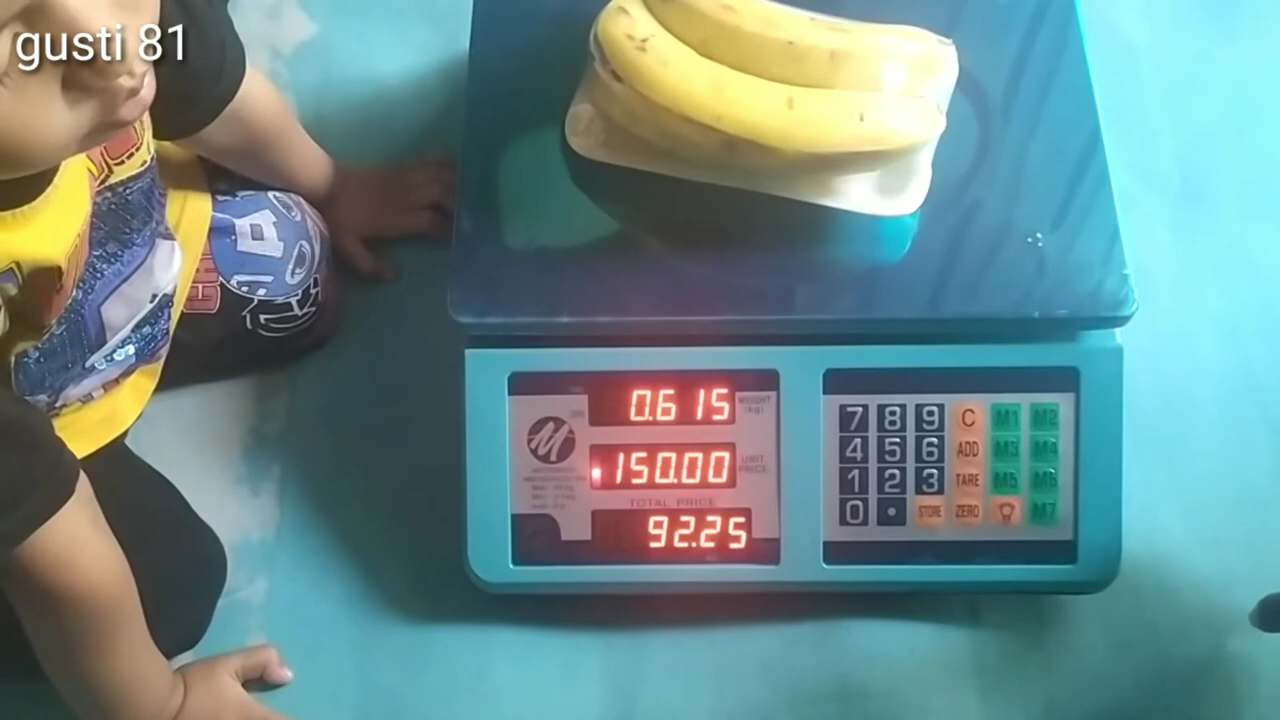 gusti 81
0.615
WEIGHT
(kg)
150.00
UNIT
PRICE
TOTAL PRICE
92.25
7 8 9 C M1 M2
4 5 6 ADD M3 M4
1 2 3 TARE M5 M6
0 • STORE ZERO M7